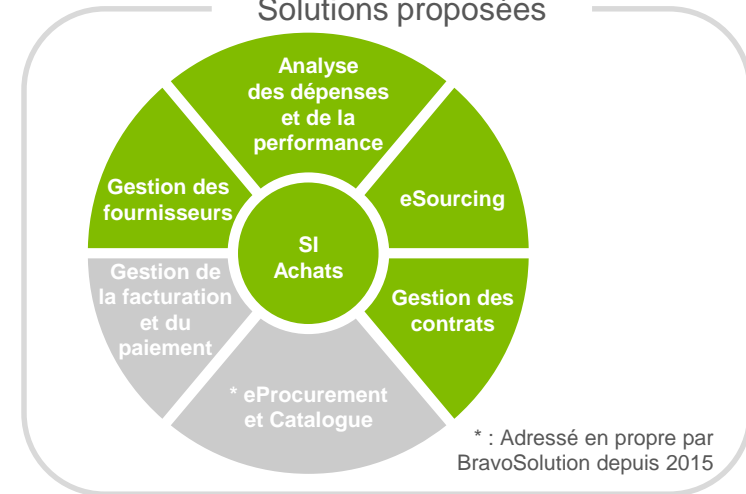 Solutions proposées
Analyse
des dépenses
et de la
performance
Gestion des
fournisseurs
eSourcing
SI
Achats
Gestion de
la facturation
et du
paiement
Gestion des
contrats
* eProcurement
et Catalogue
* : Adressé en propre par
BravoSolution depuis 2015